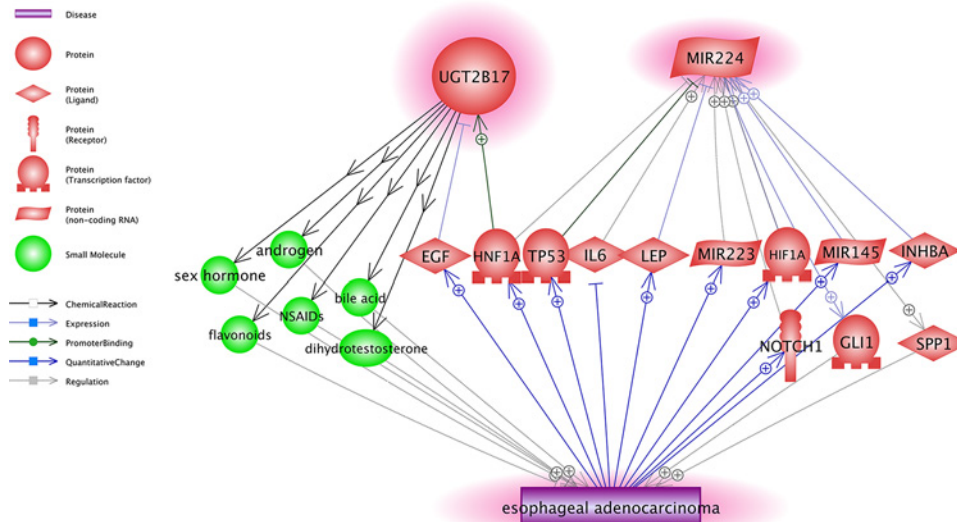 Disease
Protein
Protein
(Ligand)
Protein
(Receptor)
Protein
(Transcription factor)
Protein
(non-coding RNA)
Small Molecule
ChemicalReaction
Expression
PromoterBinding
QuantitativeChange
Regulation
UGT2B17
MIR224
androgen
sex hormone
bile acid
NSAIDs
flavonoids
dihydrotestosterone
EGF
HNF1A
TP53
IL6
LEP
MIR223
HIF1A
MIR145
INHBA
NOTCH1
GLI1
SPP1
esophageal adenocarcinoma